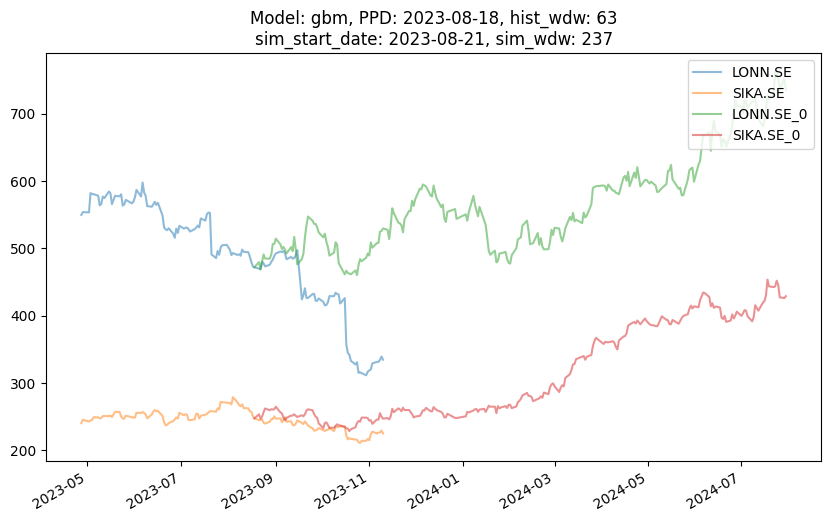 Model: gbm, PPD: 2023-08-18, hist_wdw: 63
sim_start_date: 2023-08-21, sim_wdw: 237
LONN.SE
SIKA.SE
LONN.SE_0
SIKA.SE_0
700
600
500
400
300
200
2023-05
2023-07
2023-09
2023-11
2024-01
2024-03
2024-05
2024-07